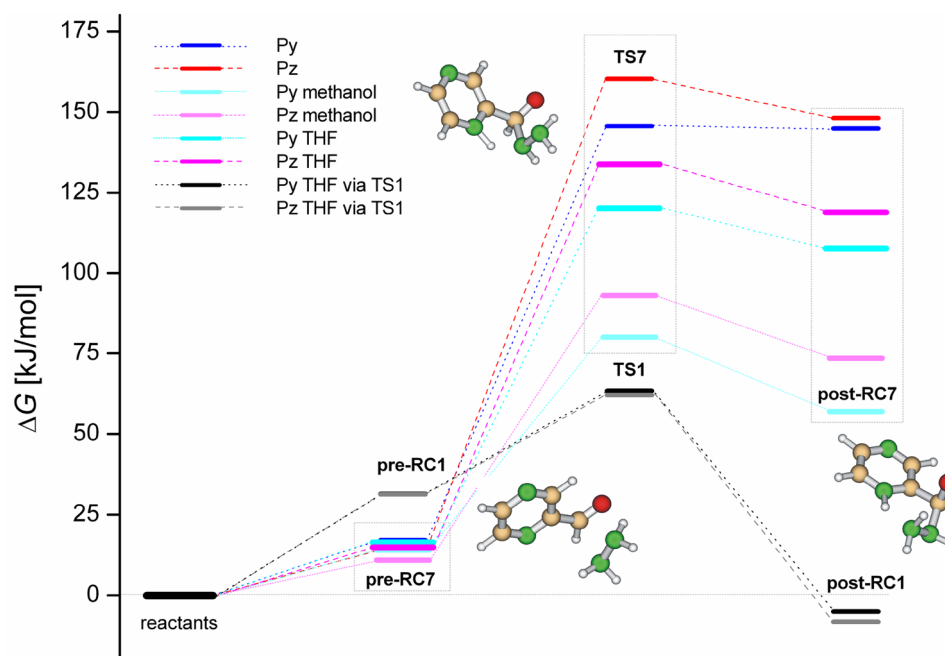 175
150
125
100
75
50
25
0
ΔG [kJ/mol]
Py
Pz
Py methanol
Pz methanol
Py THF
Pz THF
Py THF via TS1
Pz THF via TS1
TS7
TS1
pre-RC1
pre-RC7
post-RC7
post-RC1
reactants